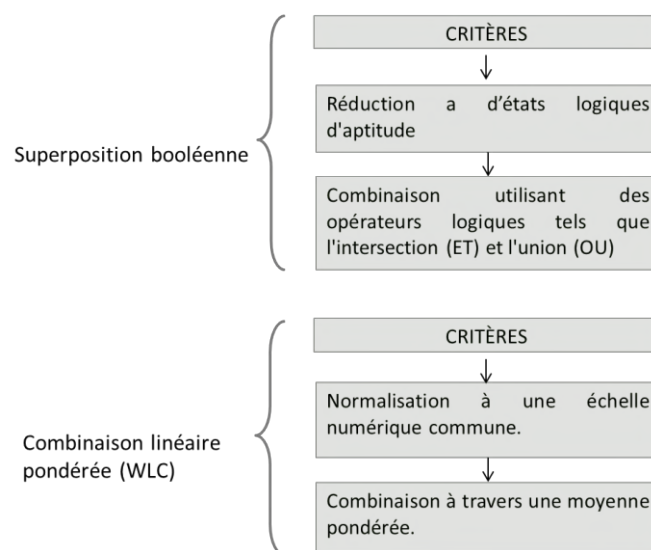 CRITÈRES
Réduction a d'états logiques
d'aptitude
Superposition booléenne
Combinaison utilisant des
opérateurs logiques tels que
l'intersection (ET) et l'union (OU)
CRITÈRES
Normalisation à une échelle
numérique commune.
Combinaison linéaire
pondérée (WLC)
Combinaison à travers une moyenne
pondérée.